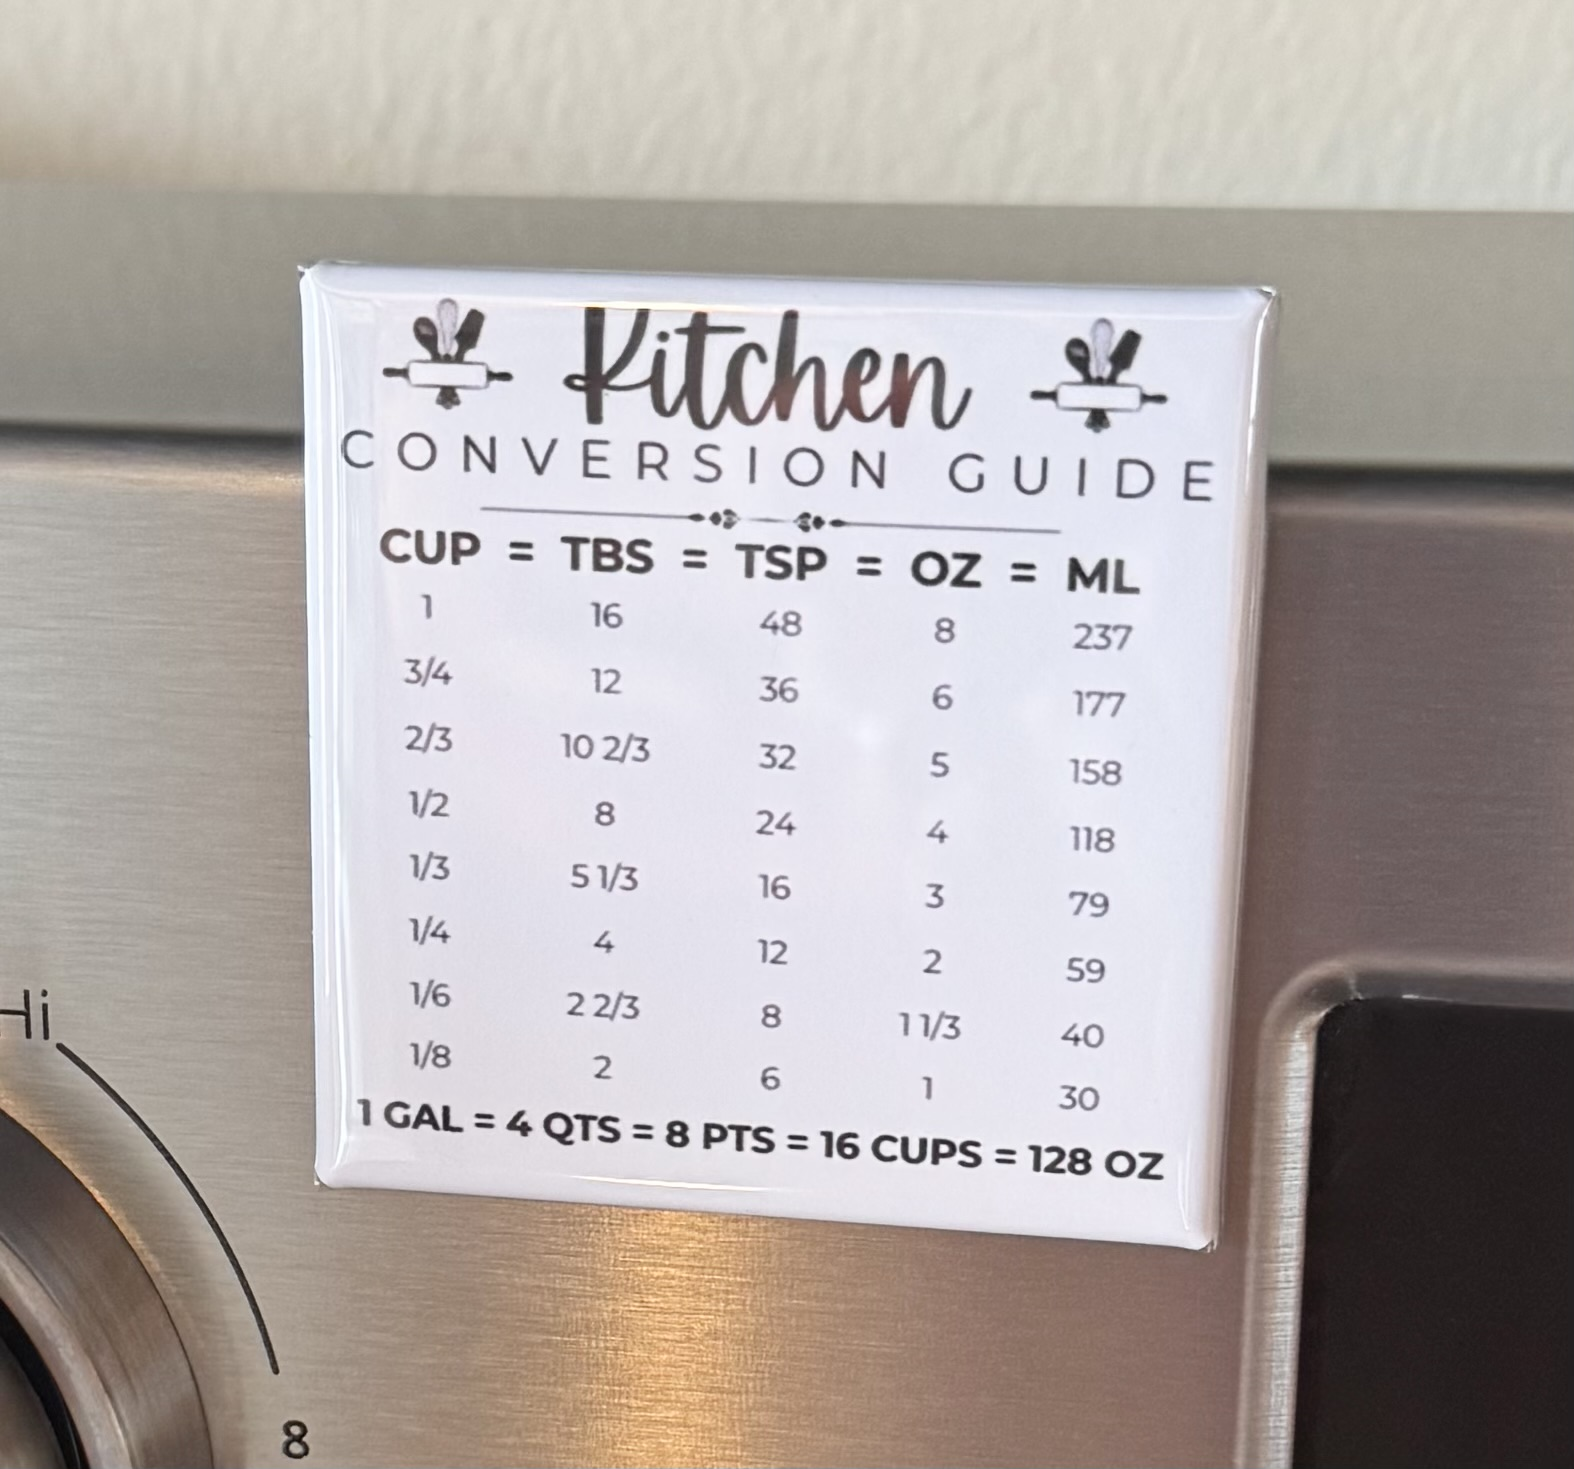 Kitchen
CONVERSION GUIDE
CUP = TBS = TSP = OZ = ML
1 16 48 8 237
3/4 12 36 6 177
2/3 10 2/3 32 5 158
1/2 8 24 4 118
1/3 5 1/3 16 3 79
1/4 4 12 2 59
1/6 2 2/3 8 1 1/3 40
1/8 2 6 1 30
1 GAL = 4 QTS = 8 PTS = 16 CUPS = 128 OZ
Hi
8